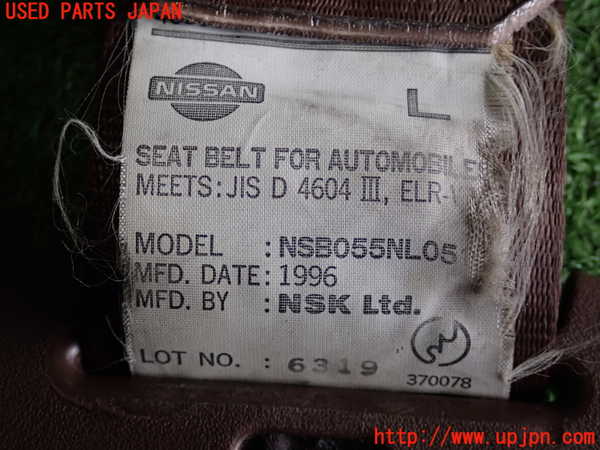 USED PARTS JAPAN
NISSAN
L
SEAT BELT FOR AUTOMOBILE
MEETS: JIS D 4604 III, ELR-
MODEL : NSB055NL05
MFD. DATE: 1996
MFD. BY : NSK Ltd.
LOT NO. : 6319
370078
http://www.upjpn.com/